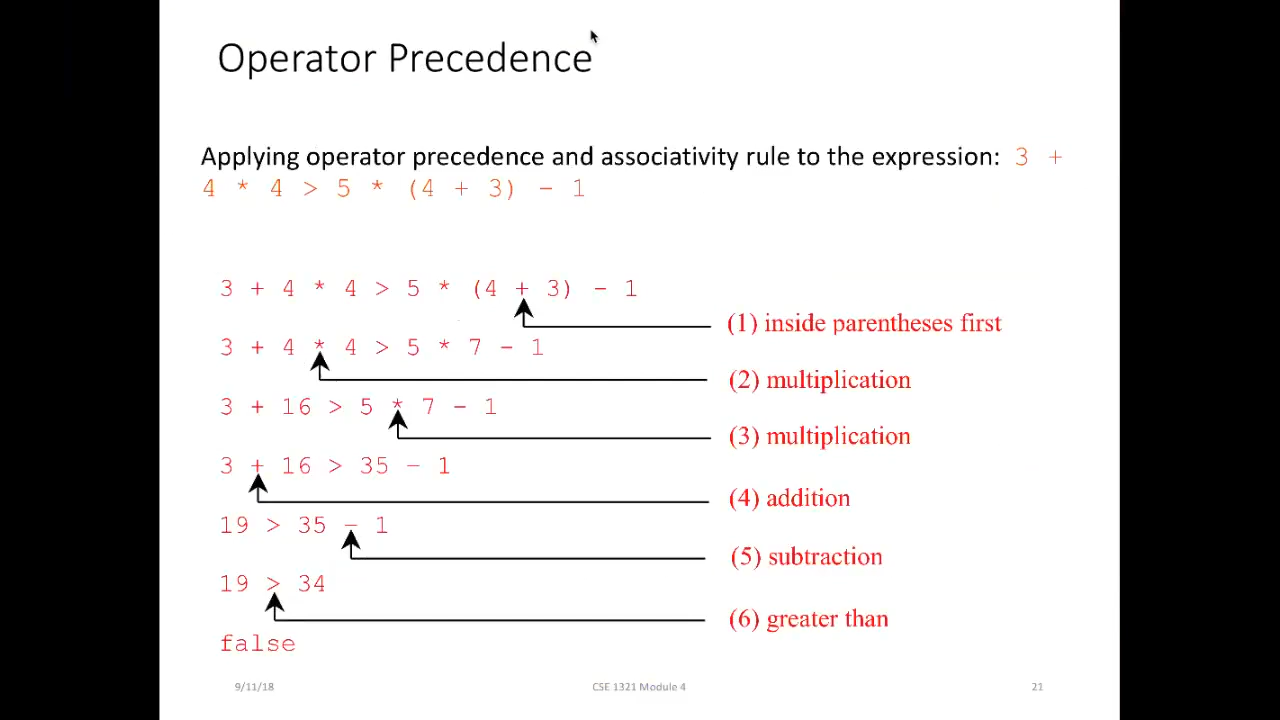 Operator Precedence
Applying operator precedence and associativity rule to the expression: 3 +
4 * 4 > 5 * (4 + 3) - 1
3 + 4 * 4 > 5 * (4 + 3) - 1
(1) inside parentheses first
3 + 4 * 4 > 5 * 7 - 1
(2) multiplication
3 + 16 > 5 * 7 - 1
(3) multiplication
3 + 16 > 35 - 1
(4) addition
19 > 35 - 1
(5) subtraction
19 > 34
(6) greater than
false
9/11/18
CSE 1321 Module 4
21